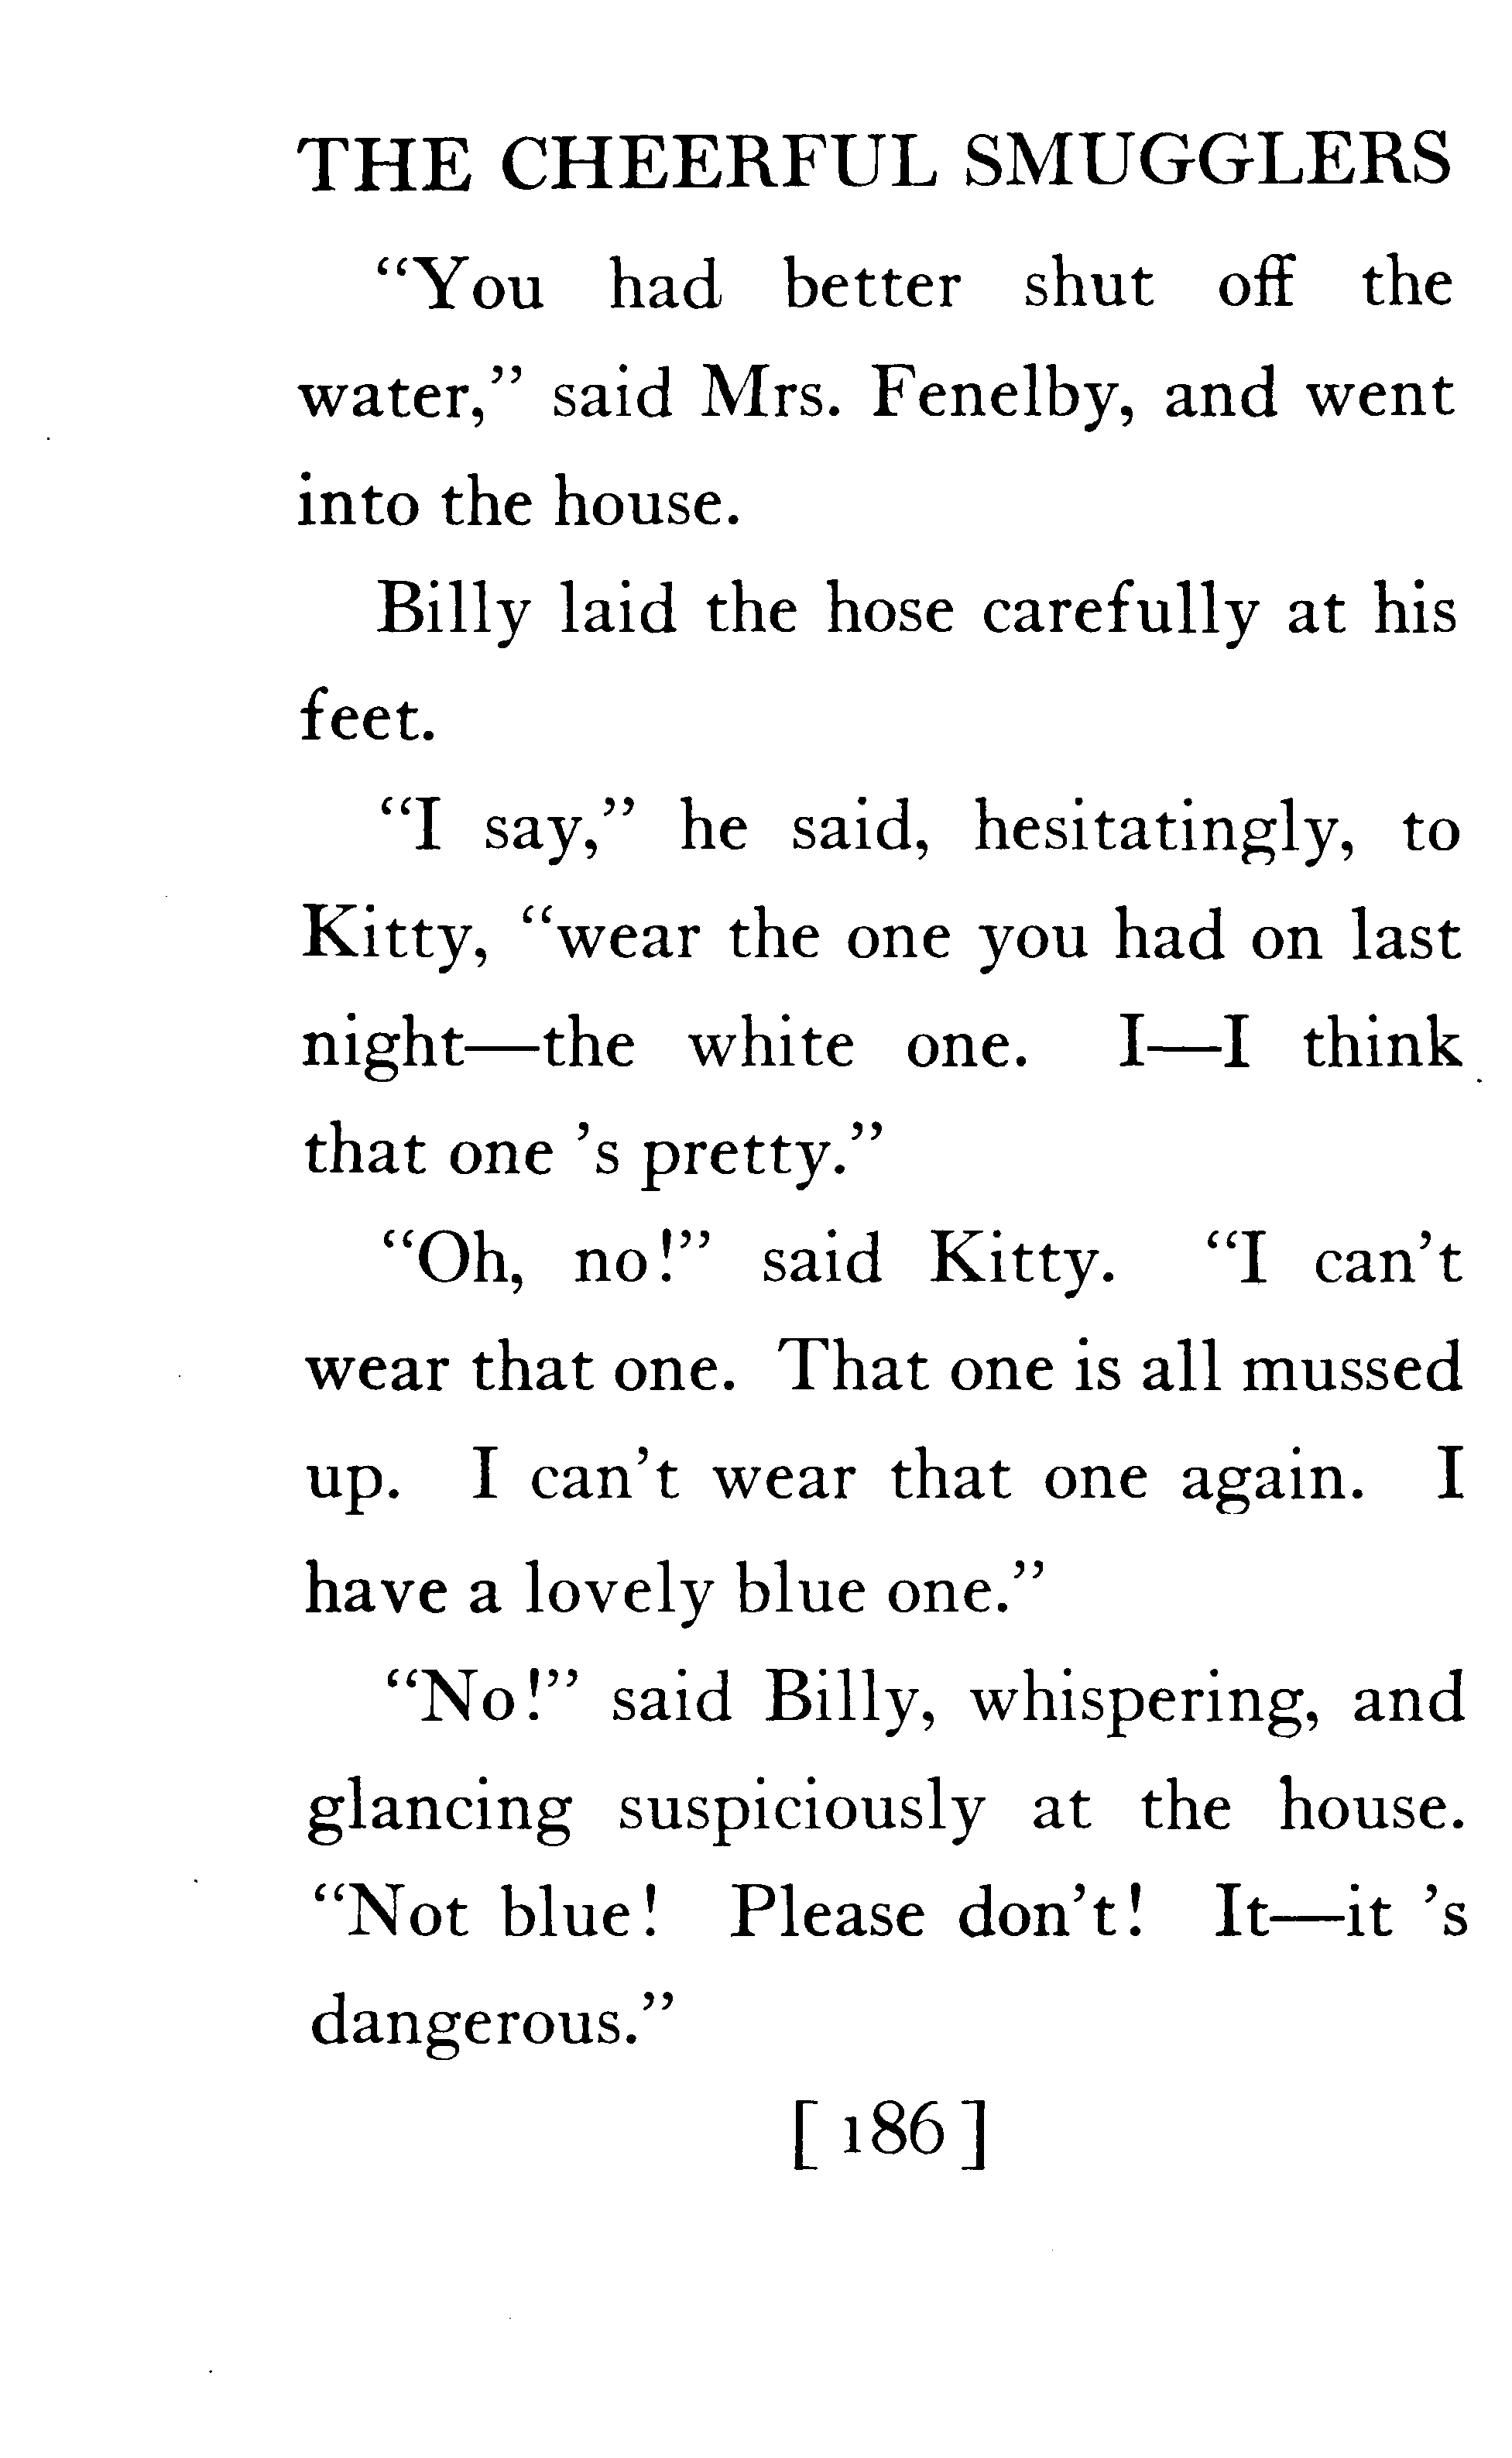 THE CHEERFUL SMUGGLERS
“You had better shut off the
water,” said Mrs. Fenelby, and went
into the house.
Billy laid the hose carefully at his
feet.
“I say,” he said, hesitatingly, to
Kitty, “wear the one you had on last
night—the white one. I—I think
that one ’s pretty.”
“Oh, no!” said Kitty. “I can’t
wear that one. That one is all mussed
up. I can’t wear that one again. I
have a lovely blue one.”
“No!” said Billy, whispering, and
glancing suspiciously at the house.
“Not blue! Please don’t! It—it ’s
dangerous.”
[ 186 ]